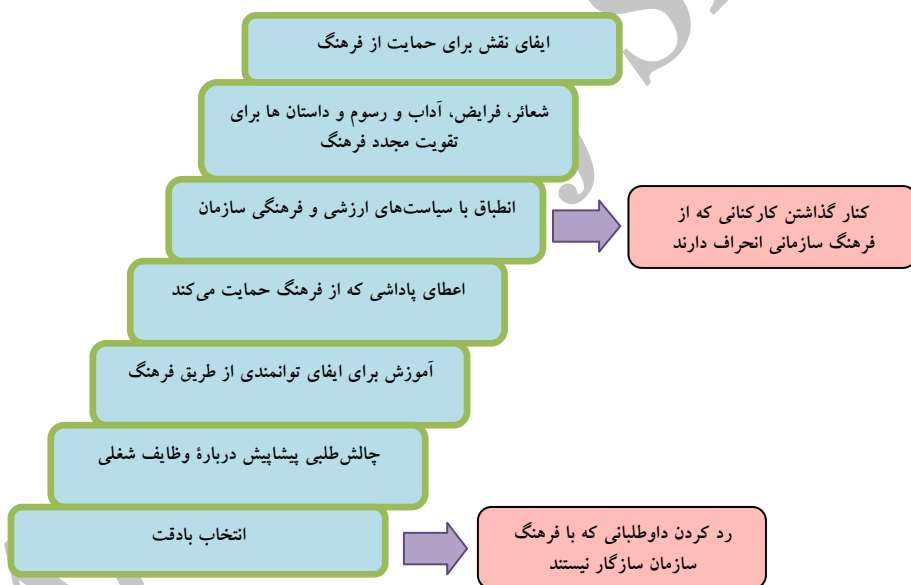 ایفای نقش برای حمایت از فرهنگ
شعائر، فرایض، آداب و رسوم و داستان ها برای
تقویت مجدد فرهنگ
انطباق با سیاست‌های ارزشی و فرهنگی سازمان
کنار گذاشتن کارکنانی که از
فرهنگ سازمانی انحراف دارند
اعطای پاداشی که از فرهنگ حمایت می‌کند
آموزش برای ایفای توانمندی از طریق فرهنگ
چالش‌طلبی پیشاپیش دربارۀ وظایف شغلی
انتخاب بادقت
رد کردن داوطلبانی که با فرهنگ
سازمان سازگار نیستند